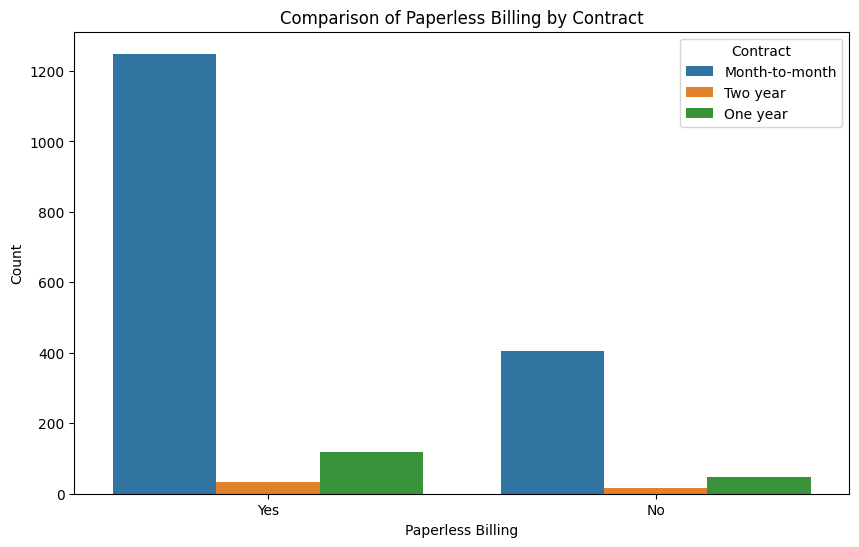 Comparison of Paperless Billing by Contract
Contract
Month-to-month
Two year
One year
1200
1000
800
600
400
200
0
Count
Yes
No
Paperless Billing